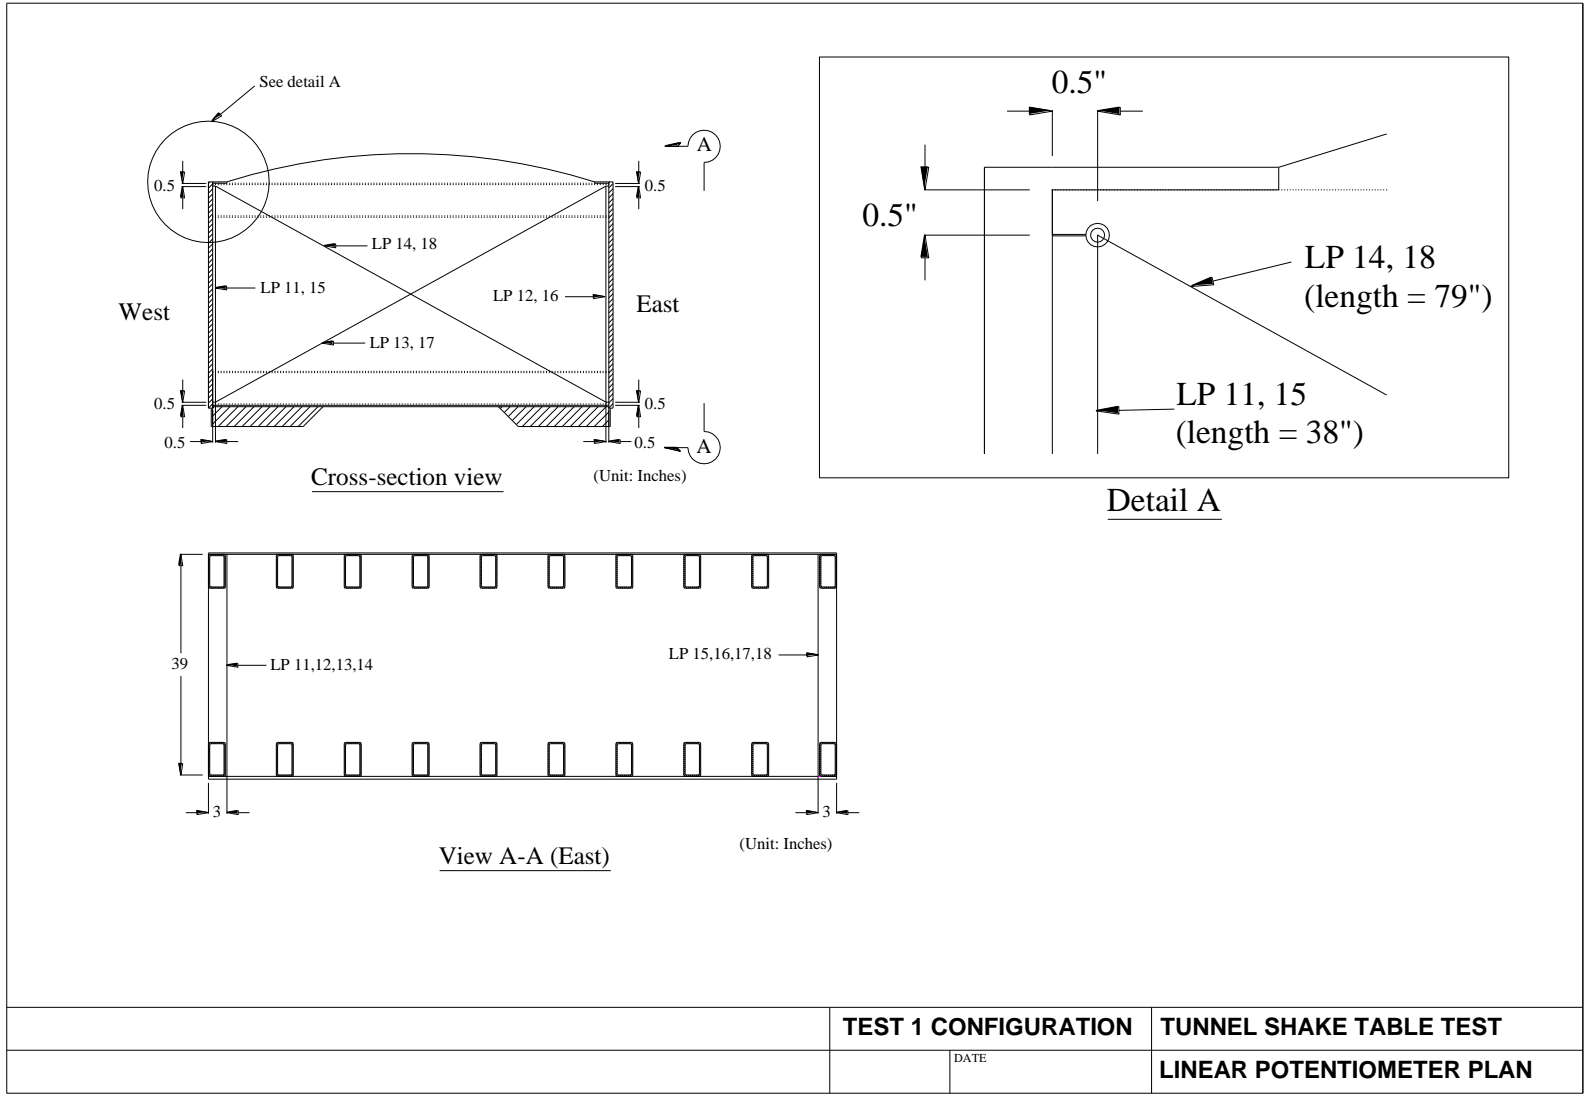 See detail A
A
0.5
0.5
LP 14, 18
LP 11, 15
LP 12, 16
West
East
LP 13, 17
0.5
0.5
0.5
0.5
A
Cross-section view
(Unit: Inches)
0.5"
0.5"
LP 14, 18
(length = 79")
LP 11, 15
(length = 38")
Detail A
39
LP 11,12,13,14
LP 15,16,17,18
3
3
View A-A (East)
(Unit: Inches)
TEST 1 CONFIGURATION
TUNNEL SHAKE TABLE TEST
DATE
LINEAR POTENTIOMETER PLAN